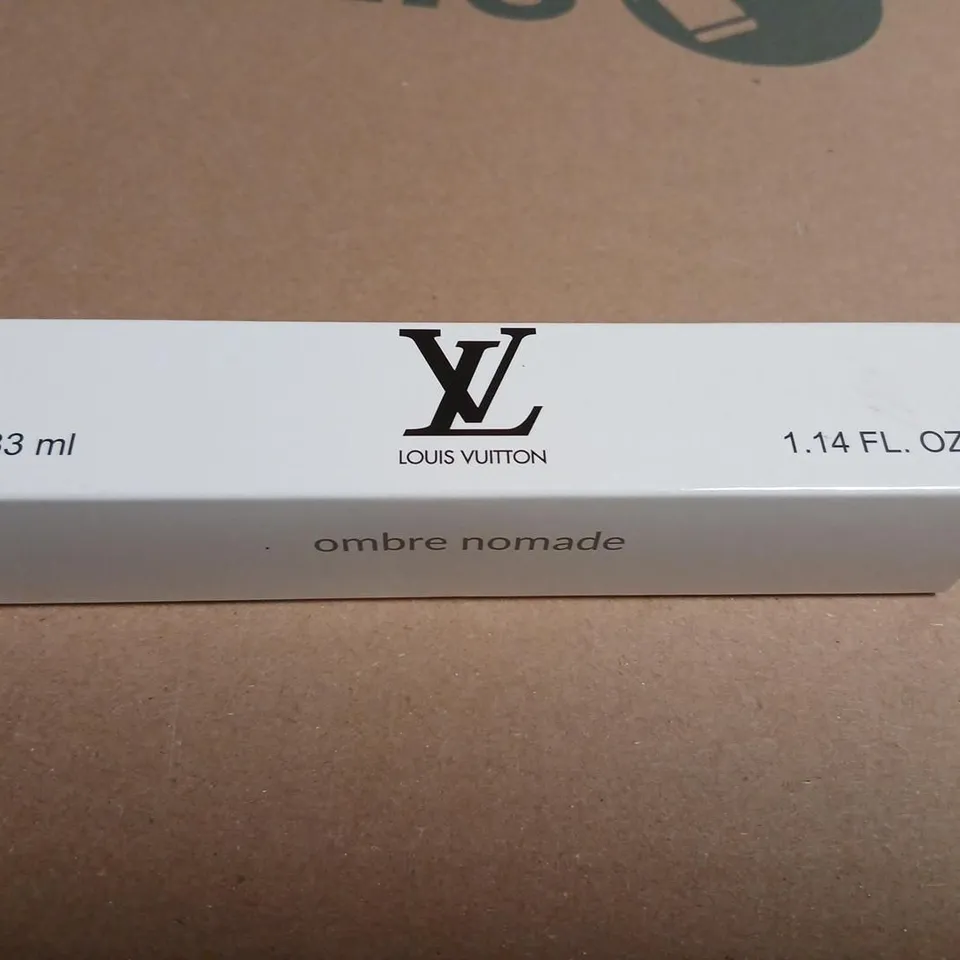 LV
LOUIS VUITTON
33 ml
1.14 FL. OZ
ombre nomade